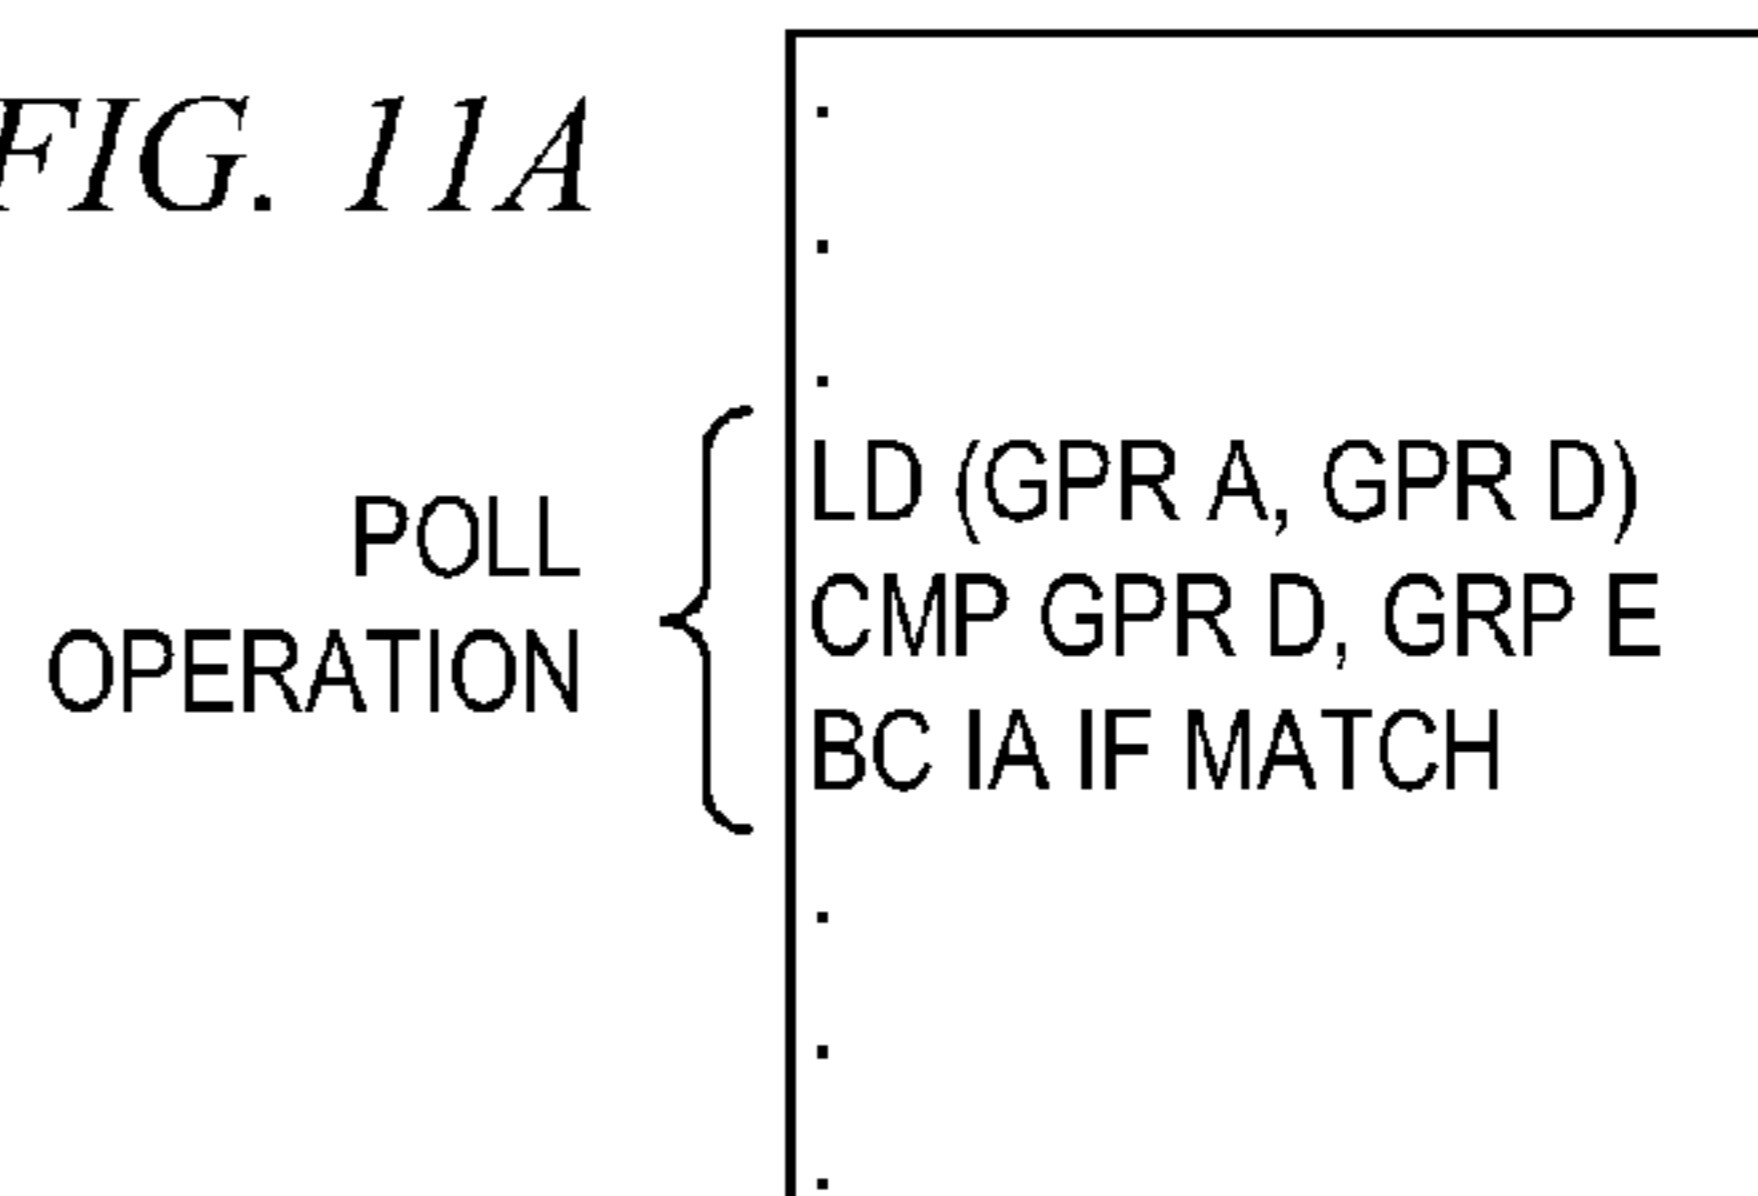 FIG. 11A
.
.
.
POLL
OPERATION
LD (GPR A, GPR D)
CMP GPR D, GRP E
BC IA IF MATCH
.
.
.